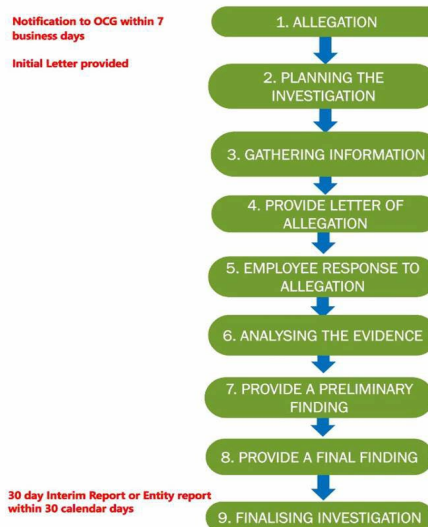 Notification to OCG within 7
business days
Initial Letter provided
1. ALLEGATION
2. PLANNING THE
INVESTIGATION
3. GATHERING INFORMATION
4. PROVIDE LETTER OF
ALLEGATION
5. EMPLOYEE RESPONSE TO
ALLEGATION
6. ANALYSING THE EVIDENCE
7. PROVIDE A PRELIMINARY
FINDING
8. PROVIDE A FINAL FINDING
30 day Interim Report or Entity report
within 30 calendar days
9. FINALISING INVESTIGATION